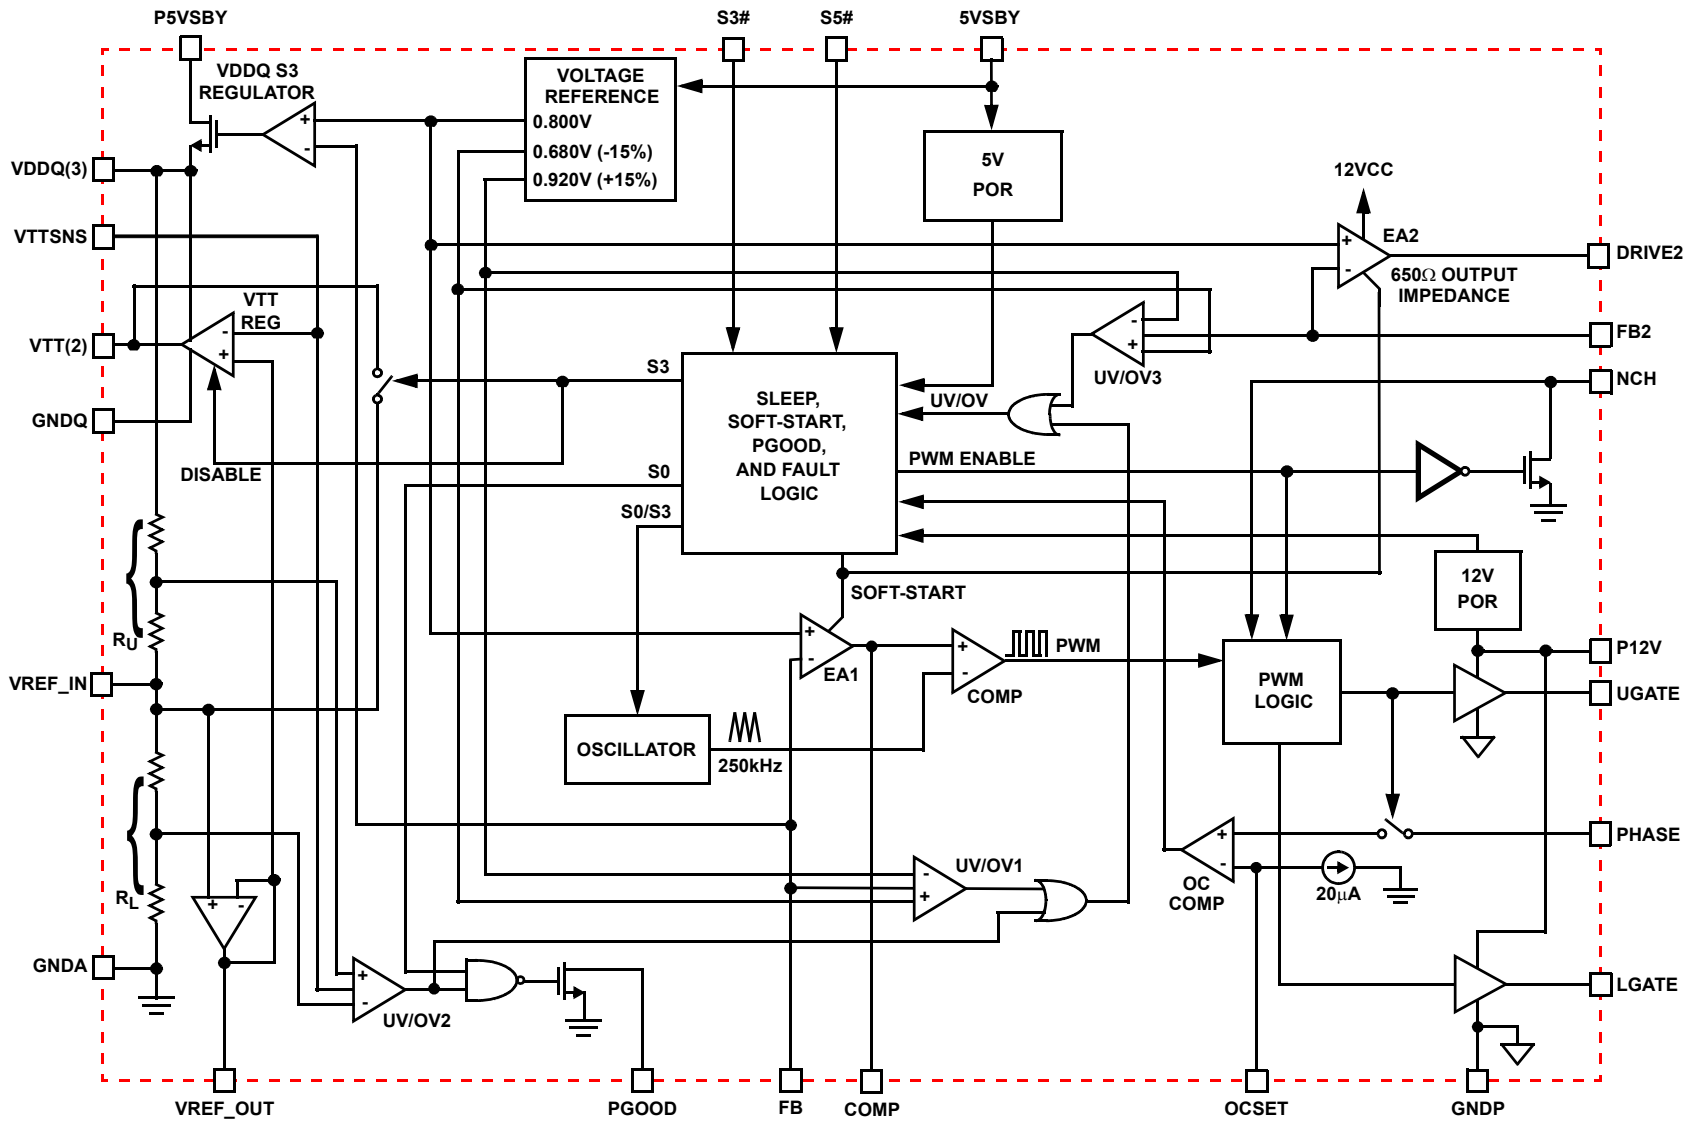 P5VSBY
S3#
S5#
5VSBY
VDDQ S3
REGULATOR
+
-
VOLTAGE
REFERENCE
0.800V
0.680V (-15%)
0.920V (+15%)
5V
POR
12VCC
VDDQ(3)
VTTSNS
EA2
+
-
650Ω OUTPUT
IMPEDANCE
DRIVE2
VTT
REG
-
+
VTT(2)
-
+
UV/OV3
FB2
S3
NCH
GNDQ
DISABLE
SLEEP,
SOFT-START,
PGOOD,
AND FAULT
LOGIC
UV/OV
PWM ENABLE
S0
S0/S3
SOFT-START
12V
POR
RU
+
-
EA1
+
-
COMP
PWM
P12V
VREF_IN
PWM
LOGIC
UGATE
OSCILLATOR
250kHz
PHASE
+
-
OC
COMP
20µA
UV/OV1
-
+
RL
+
-
GNDA
+
-
UV/OV2
LGATE
VREF_OUT
PGOOD
FB
COMP
OCSET
GNDP